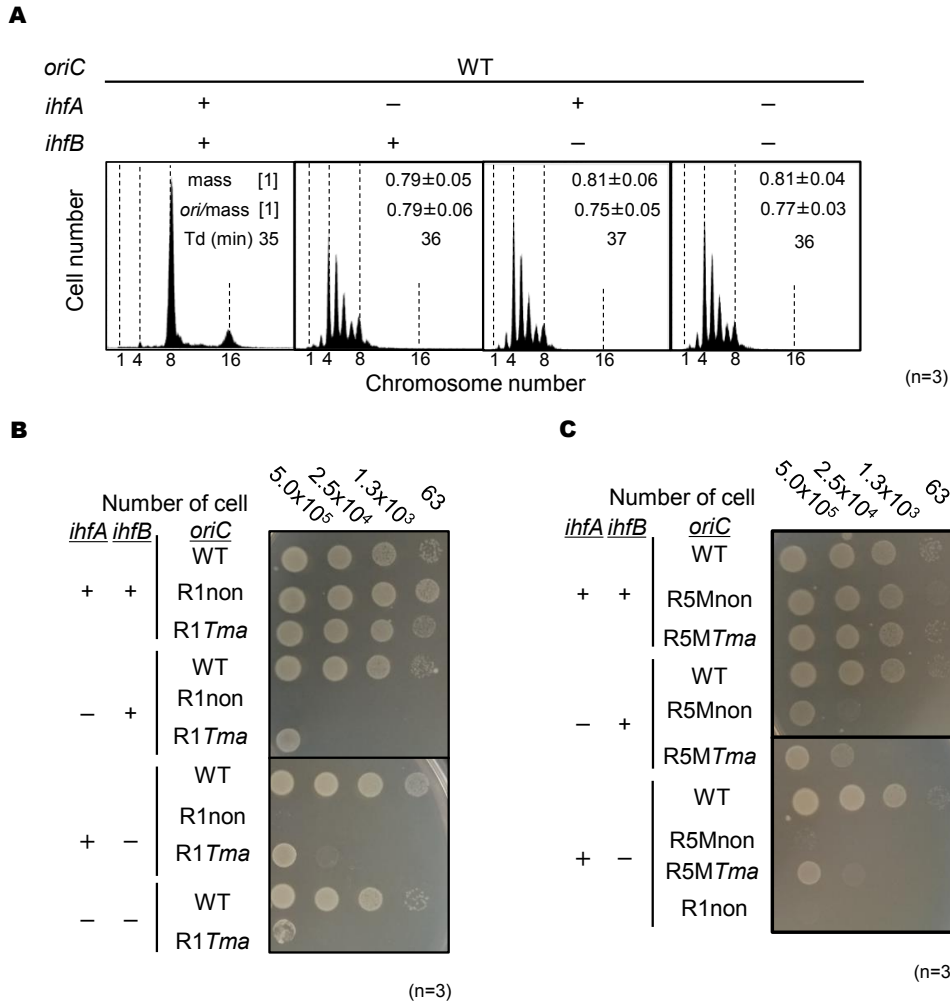 A
oriC WT
ihfA + – + –
ihfB + + – –
Cell number
mass [1] 0.79±0.05 0.81±0.06 0.81±0.04
ori/mass [1] 0.79±0.06 0.75±0.05 0.77±0.03
Td (min) 35 36 37 36
1 4 8 16 1 4 8 16 1 4 8 16 1 4 8 16
Chromosome number
(n=3)
B
Number of cell 5.0x10⁵ 2.5x10⁴ 1.3x10³ 63
ihfA ihfB oriC
WT
+ + R1non
R1Tma
WT
R1non
– +
R1Tma
WT
R1non
+ –
R1Tma
WT
– –
R1Tma
(n=3)
C
Number of cell 5.0x10⁵ 2.5x10⁴ 1.3x10³ 63
ihfA ihfB oriC
WT
+ + R5Mnon
R5MTma
WT
R5Mnon
– +
R5MTma
WT
R5Mnon
+ –
R5MTma
R1non
(n=3